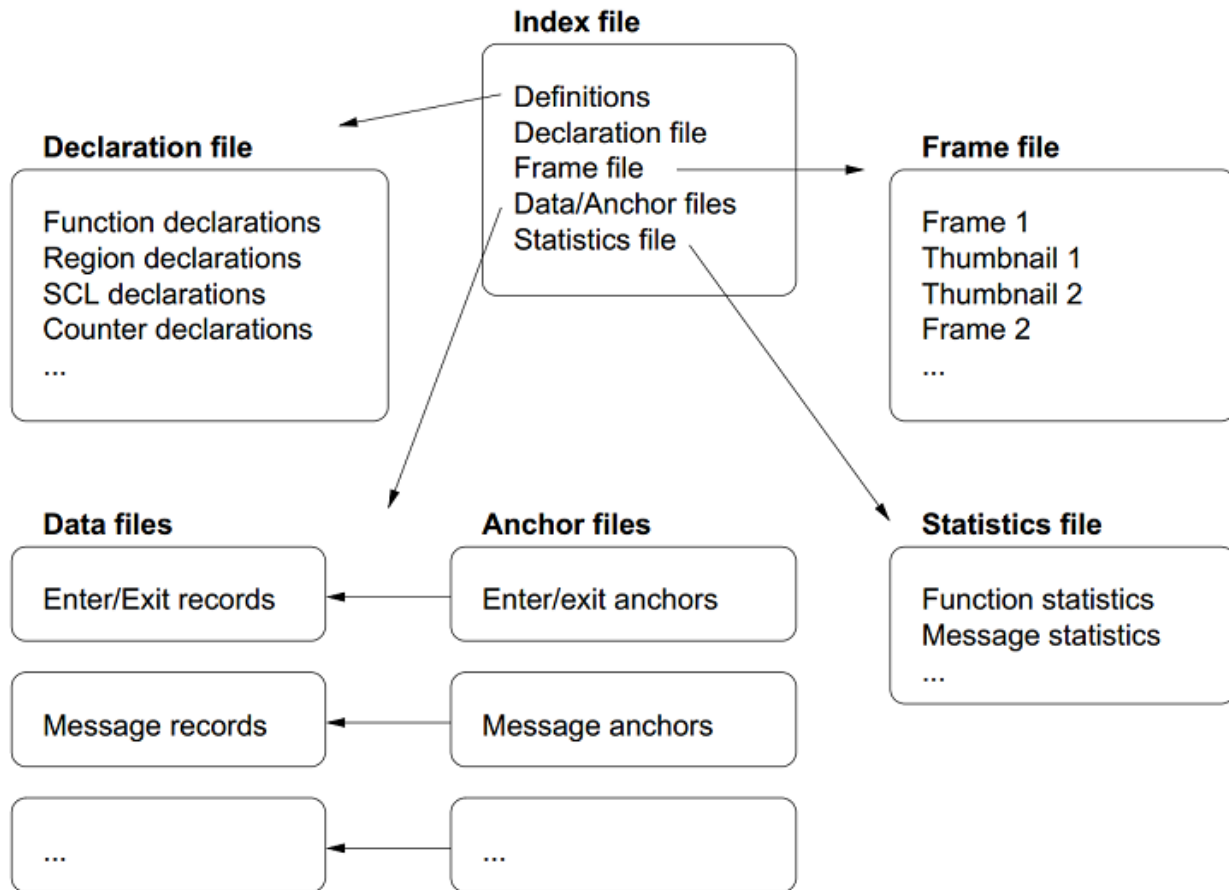 Index file
Definitions
Declaration file
Frame file
Data/Anchor files
Statistics file
Declaration file
Function declarations
Region declarations
SCL declarations
Counter declarations
...
Frame file
Frame 1
Thumbnail 1
Thumbnail 2
Frame 2
...
Data files
Enter/Exit records
Message records
...
Anchor files
Enter/exit anchors
Message anchors
...
Statistics file
Function statistics
Message statistics
...